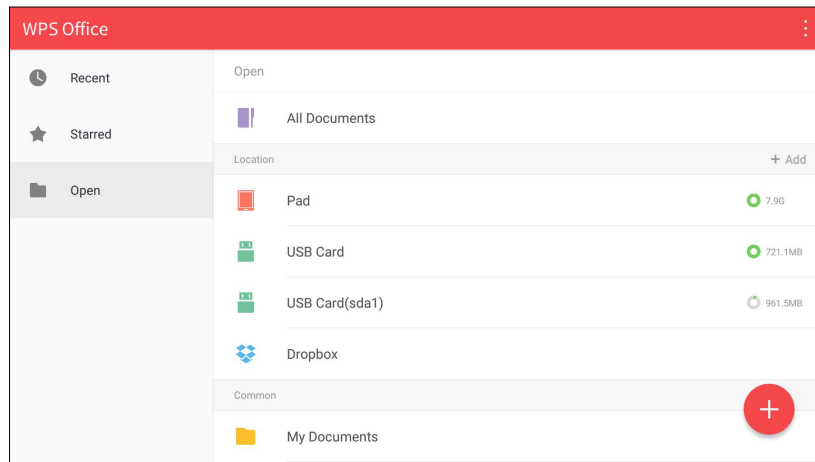 WPS Office
Recent
Starred
Open
Open
All Documents
Location + Add
Pad 7.9G
USB Card 721.1MB
USB Card(sda1) 961.5MB
Dropbox
Common
My Documents